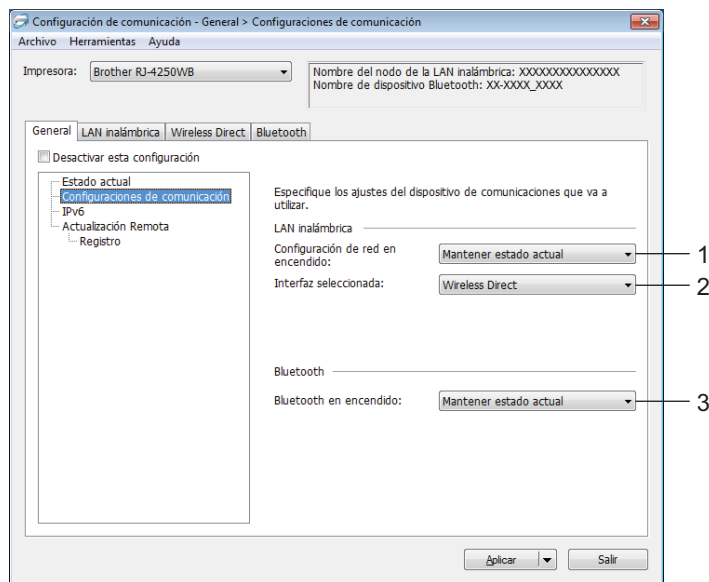 Configuración de comunicación - General > Configuraciones de comunicación
Archivo Herramientas Ayuda
Impresora: Brother RJ-4250WB
Nombre del nodo de la LAN inalámbrica: XXXXXXXXXXXXXXX
Nombre de dispositivo Bluetooth: XX-XXXX_XXXX
General LAN inalámbrica Wireless Direct Bluetooth
Desactivar esta configuración
Estado actual
Configuraciones de comunicación
IPv6
Actualización Remota
Registro
Especifique los ajustes del dispositivo de comunicaciones que va a
utilizar.
LAN inalámbrica
Configuración de red en
encendido:
Mantener estado actual
1
Interfaz seleccionada: Wireless Direct
2
Bluetooth
Bluetooth en encendido: Mantener estado actual
3
Aplicar Salir